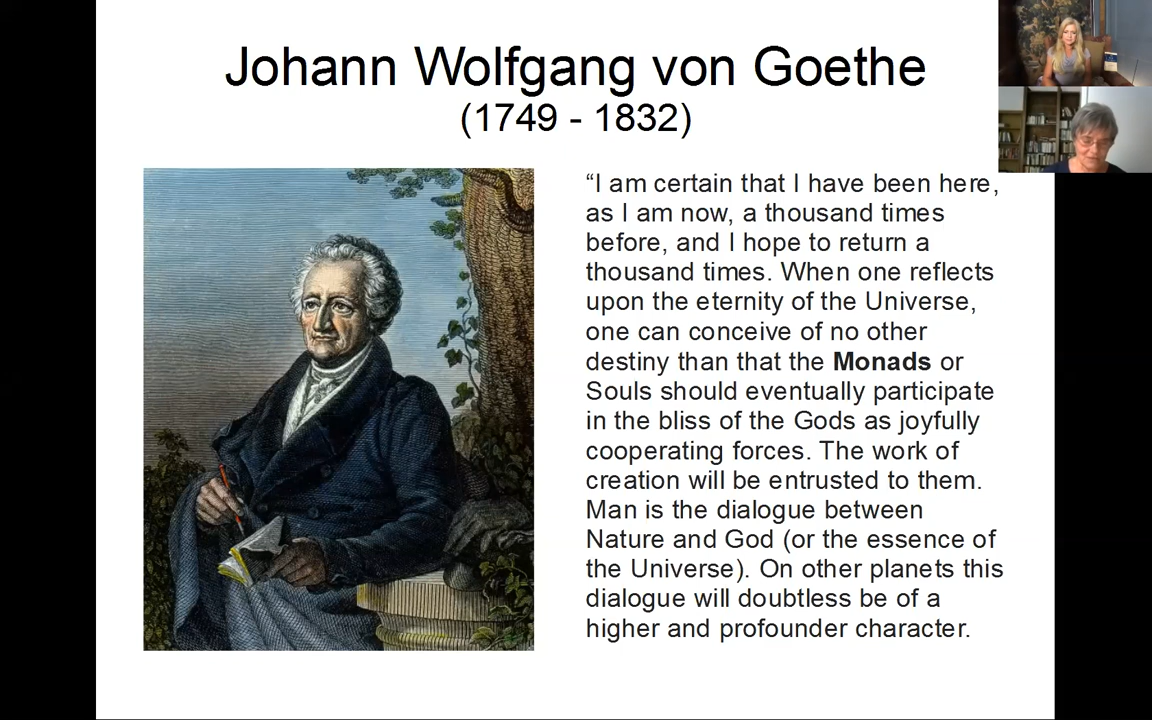 Johann Wolfgang von Goethe
(1749 - 1832)
“I am certain that I have been here,
as I am now, a thousand times
before, and I hope to return a
thousand times. When one reflects
upon the eternity of the Universe,
one can conceive of no other
destiny than that the Monads or
Souls should eventually participate
in the bliss of the Gods as joyfully
cooperating forces. The work of
creation will be entrusted to them.
Man is the dialogue between
Nature and God (or the essence of
the Universe). On other planets this
dialogue will doubtless be of a
higher and profounder character.